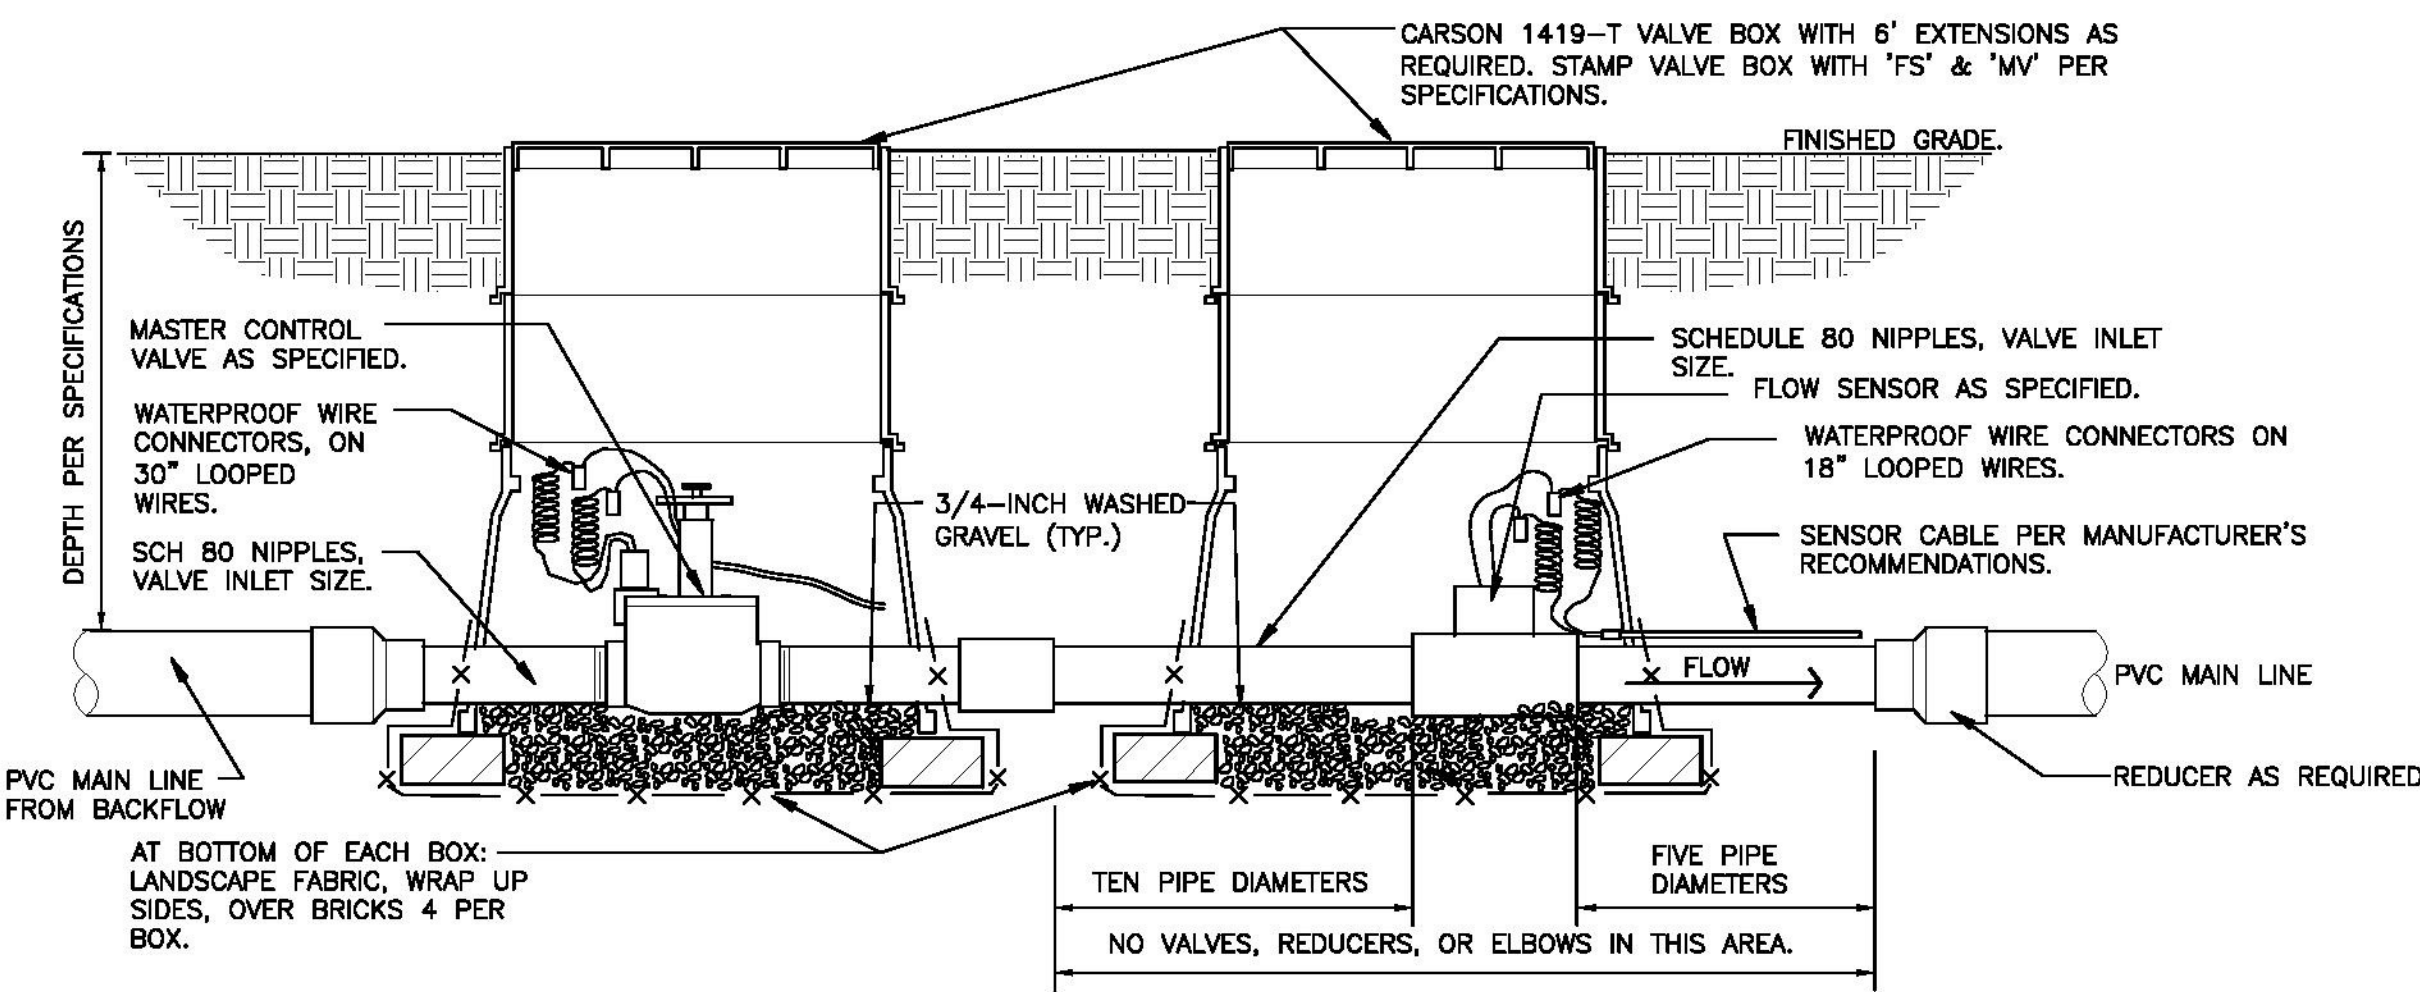 CARSON 1419-T VALVE BOX WITH 6' EXTENSIONS AS
REQUIRED. STAMP VALVE BOX WITH 'FS' & 'MV' PER
SPECIFICATIONS.
FINISHED GRADE.
DEPTH PER SPECIFICATIONS
MASTER CONTROL
VALVE AS SPECIFIED.
WATERPROOF WIRE
CONNECTORS, ON
30" LOOPED
WIRES.
SCH 80 NIPPLES,
VALVE INLET SIZE.
3/4-INCH WASHED
GRAVEL (TYP.)
SCHEDULE 80 NIPPLES, VALVE INLET
SIZE.
FLOW SENSOR AS SPECIFIED.
WATERPROOF WIRE CONNECTORS ON
18" LOOPED WIRES.
SENSOR CABLE PER MANUFACTURER'S
RECOMMENDATIONS.
FLOW
PVC MAIN LINE
PVC MAIN LINE
FROM BACKFLOW
REDUCER AS REQUIRED
AT BOTTOM OF EACH BOX:
LANDSCAPE FABRIC, WRAP UP
SIDES, OVER BRICKS 4 PER
BOX.
TEN PIPE DIAMETERS
FIVE PIPE
DIAMETERS
NO VALVES, REDUCERS, OR ELBOWS IN THIS AREA.